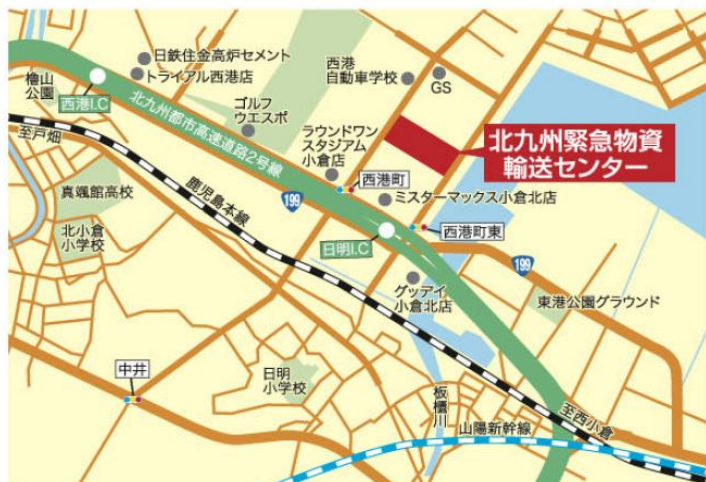 日鉄住金高炉セメント
トライアル西港店
檜山
公園
西港I.C
至戸畑
北九州都市高速道路2号線
ゴルフ
ウエスポ
西港
自動車学校
GS
ラウンドワン
スタジアム
小倉店
北九州緊急物資
輸送センター
西港町
ミスターマックス小倉北店
西港町東
199
日明I.C
鹿児島本線
真颯館高校
北小倉
小学校
199
グッデイ
小倉北店
東港公園グラウンド
中井
日明
小学校
板櫃川
山陽新幹線
至西小倉